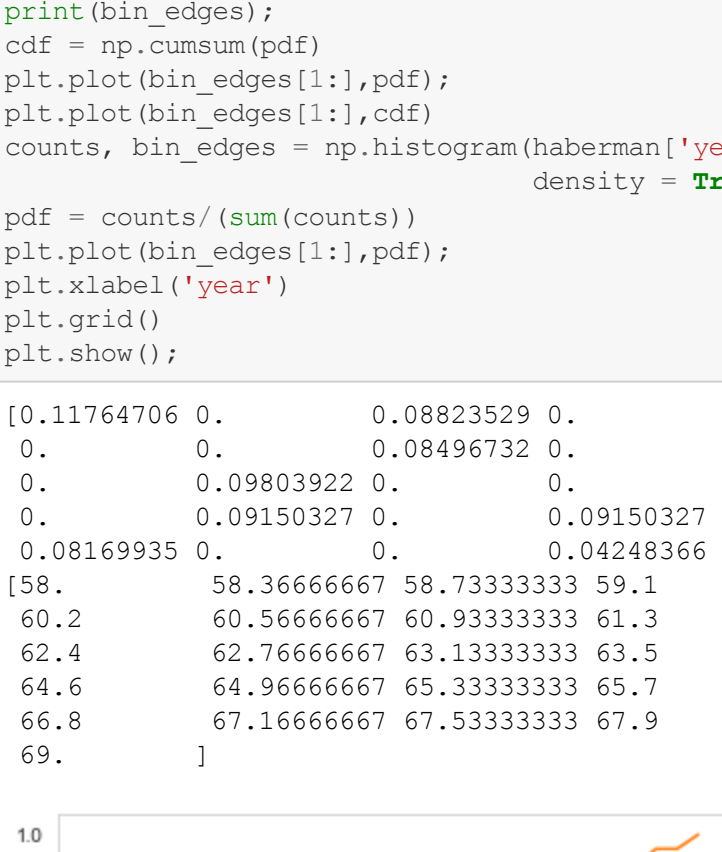 print(bin_edges);
cdf = np.cumsum(pdf)
plt.plot(bin_edges[1:],pdf);
plt.plot(bin_edges[1:],cdf)
counts, bin_edges = np.histogram(haberman['ye
density = Tr
pdf = counts/(sum(counts))
plt.plot(bin_edges[1:],pdf);
plt.xlabel('year')
plt.grid()
plt.show();
[0.11764706 0. 0.08823529 0.
0. 0. 0.08496732 0.
0. 0.09803922 0. 0.
0. 0.09150327 0. 0.09150327
0.08169935 0. 0. 0.04248366
[58. 58.36666667 58.73333333 59.1
60.2 60.56666667 60.93333333 61.3
62.4 62.76666667 63.13333333 63.5
64.6 64.96666667 65.33333333 65.7
66.8 67.16666667 67.53333333 67.9
69. ]
1.0